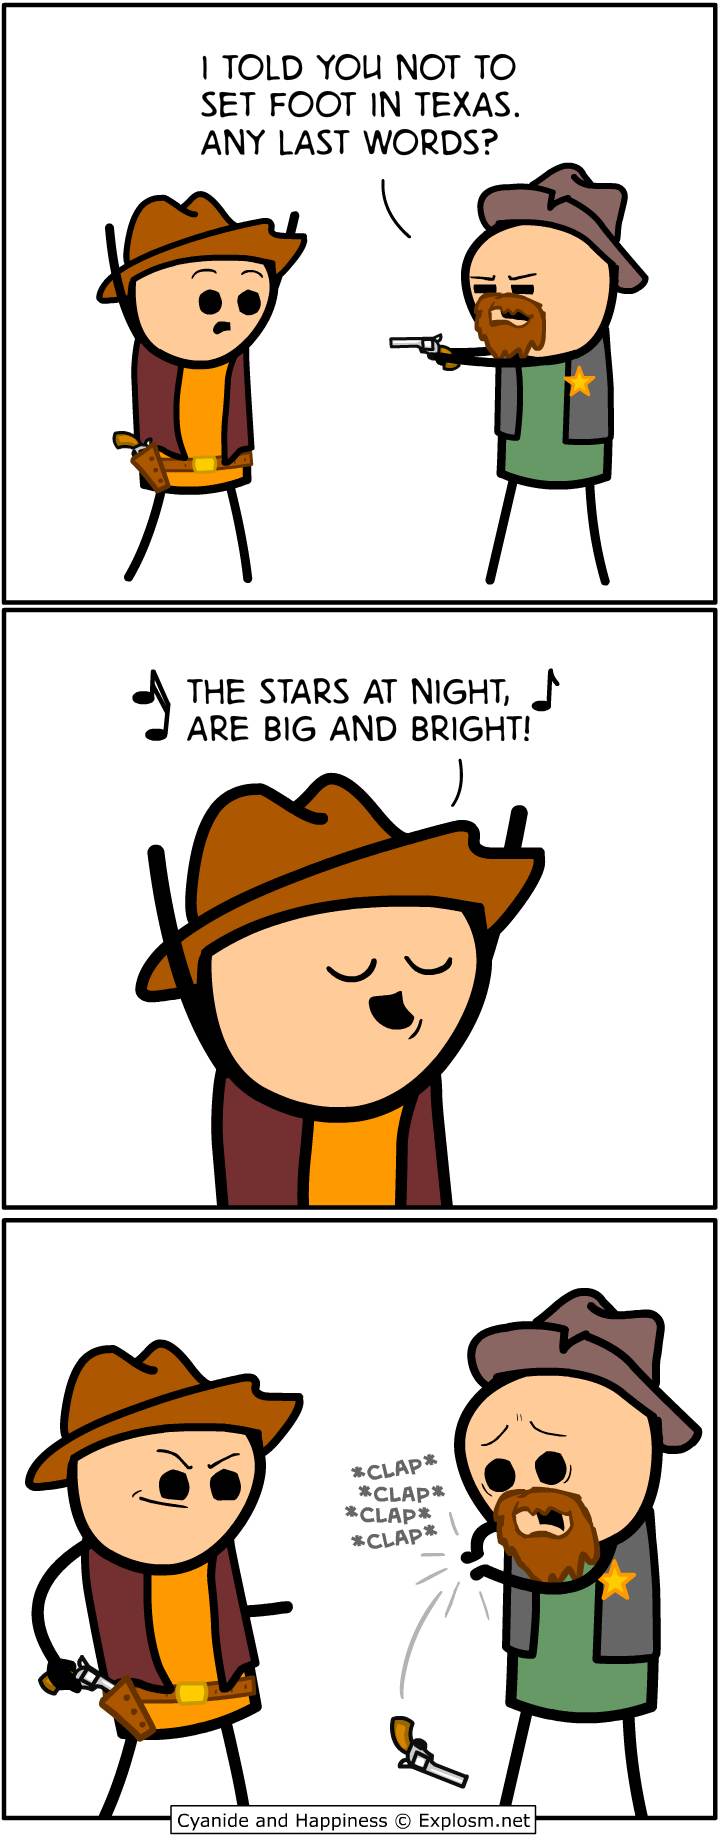 I TOLD YOU NOT TO
SET FOOT IN TEXAS.
ANY LAST WORDS?
THE STARS AT NIGHT,
ARE BIG AND BRIGHT!
*CLAP*
*CLAP*
*CLAP*
*CLAP*
Cyanide and Happiness © Explosm.net